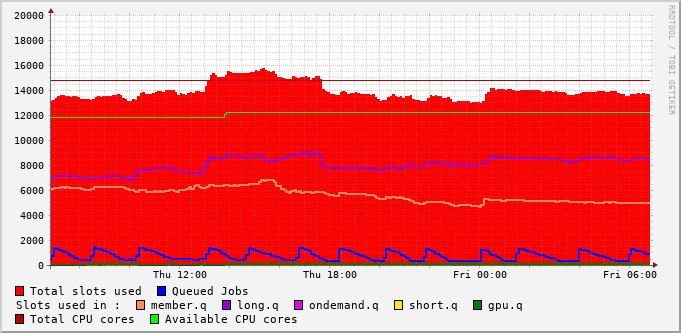 20000
18000
16000
14000
12000
10000
8000
6000
4000
2000
0
Thu 12:00 Thu 18:00 Fri 00:00 Fri 06:00
RRDTOOL / TOBI OETIKER
Total slots used Queued Jobs
Slots used in : member.q long.q ondemand.q short.q gpu.q
Total CPU cores Available CPU cores